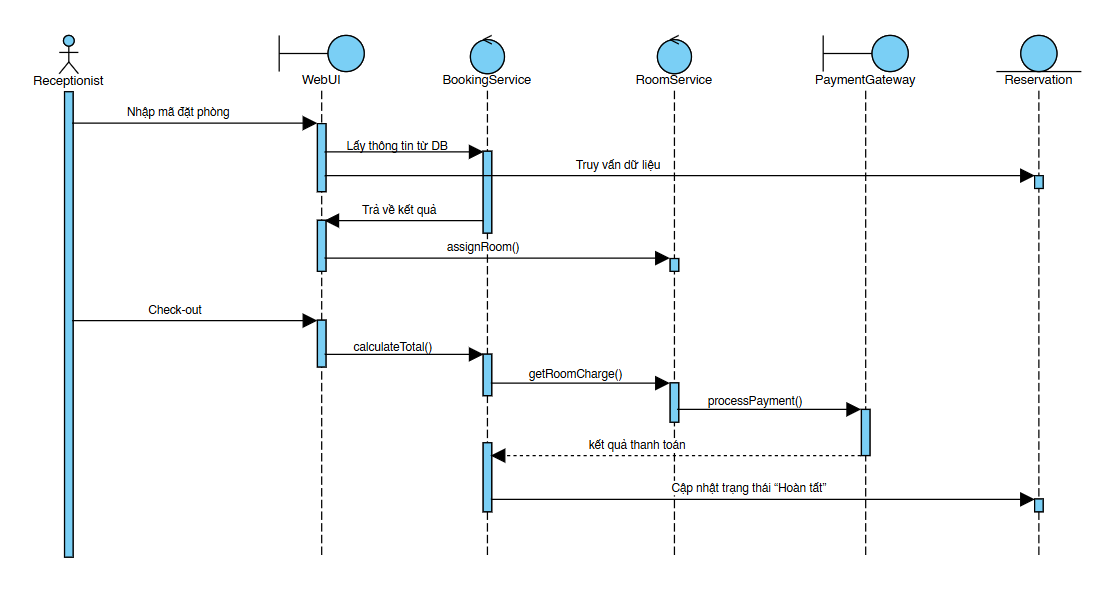 Receptionist
WebUI
BookingService
RoomService
PaymentGateway
Reservation
Nhập mã đặt phòng
Lấy thông tin từ DB
Truy vấn dữ liệu
Trả về kết quả
assignRoom()
Check-out
calculateTotal()
getRoomCharge()
processPayment()
kết quả thanh toán
Cập nhật trạng thái “Hoàn tất”